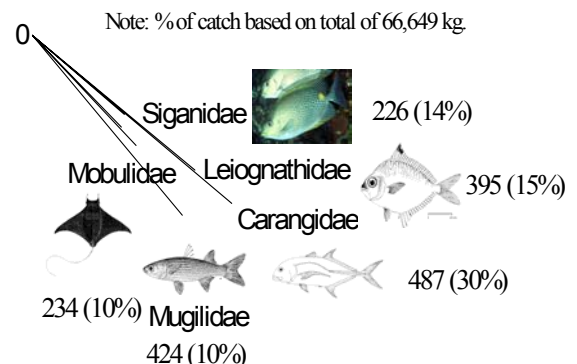 Note: % of catch based on total of 66,649 kg.
0
Siganidae 226 (14%)
Mobulidae Leiognathidae 395 (15%)
Carangidae
487 (30%)
234 (10%) Mugilidae
424 (10%)